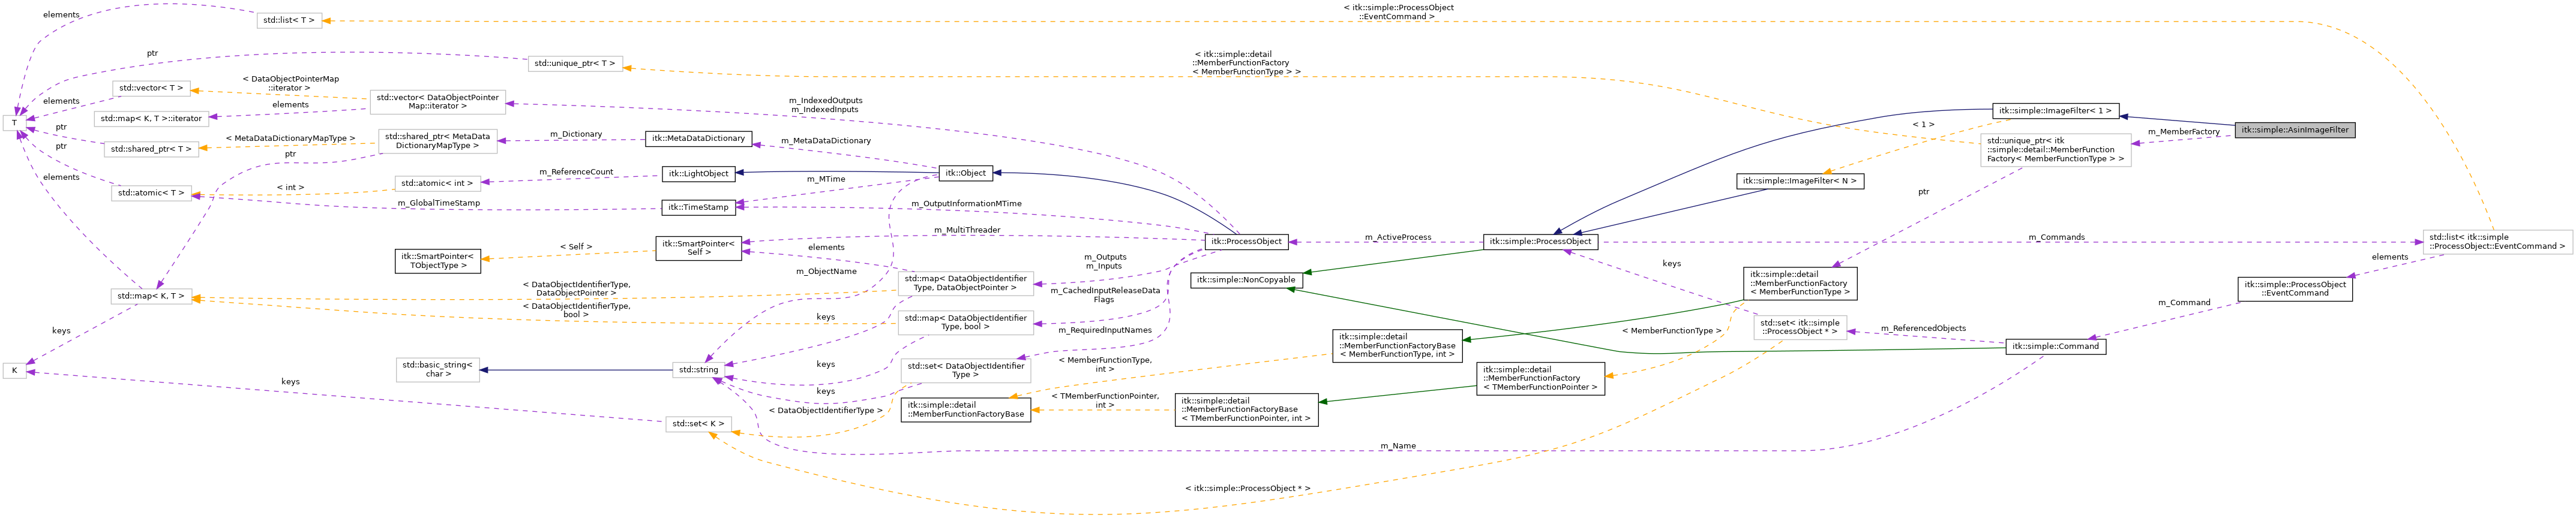 elements
std::list< T >
< itk::simple::ProcessObject
::EventCommand >
ptr
std::unique_ptr< T >
< itk::simple::detail
::MemberFunctionFactory
< MemberFunctionType > >
std::vector< T >
< DataObjectPointerMap
::iterator >
elements
std::vector< DataObjectPointer
Map::iterator >
elements
std::map< K, T >::iterator
m_IndexedOutputs
m_IndexedInputs
itk::simple::ImageFilter< 1 >
T
ptr
std::shared_ptr< T >
< MetaDataDictionaryMapType >
std::shared_ptr< MetaData
DictionaryMapType >
m_Dictionary
itk::MetaDataDictionary
m_MetaDataDictionary
< 1 >
std::unique_ptr< itk
::simple::detail::MemberFunction
Factory< MemberFunctionType > >
m_MemberFactory
itk::simple::AsinImageFilter
ptr
ptr
elements
std::atomic< T >
< int >
std::atomic< int >
m_ReferenceCount
itk::LightObject
m_MTime
itk::Object
itk::simple::ImageFilter< N >
ptr
m_GlobalTimeStamp
itk::TimeStamp
m_OutputInformationMTime
m_MultiThreader
itk::ProcessObject
m_ActiveProcess
itk::simple::ProcessObject
m_Commands
std::list< itk::simple
::ProcessObject::EventCommand >
itk::SmartPointer<
TObjectType >
< Self >
itk::SmartPointer<
Self >
elements
m_ObjectName
m_Outputs
m_Inputs
itk::simple::NonCopyable
keys
elements
std::map< K, T >
< DataObjectIdentifierType,
DataObjectPointer >
std::map< DataObjectIdentifier
Type, DataObjectPointer >
m_CachedInputReleaseData
Flags
itk::simple::detail
::MemberFunctionFactory
< MemberFunctionType >
itk::simple::ProcessObject
::EventCommand
< DataObjectIdentifierType,
bool >
keys
std::map< DataObjectIdentifier
Type, bool >
m_RequiredInputNames
< MemberFunctionType >
std::set< itk::simple
::ProcessObject * >
m_ReferencedObjects
m_Command
itk::simple::Command
keys
K
std::basic_string<
char >
std::string
keys
std::set< DataObjectIdentifier
Type >
< MemberFunctionType,
int >
itk::simple::detail
::MemberFunctionFactoryBase
< MemberFunctionType, int >
keys
keys
itk::simple::detail
::MemberFunctionFactoryBase
< TMemberFunctionPointer,
int >
itk::simple::detail
::MemberFunctionFactoryBase
< TMemberFunctionPointer, int >
itk::simple::detail
::MemberFunctionFactory
< TMemberFunctionPointer >
std::set< K >
< DataObjectIdentifierType >
m_Name
< itk::simple::ProcessObject * >